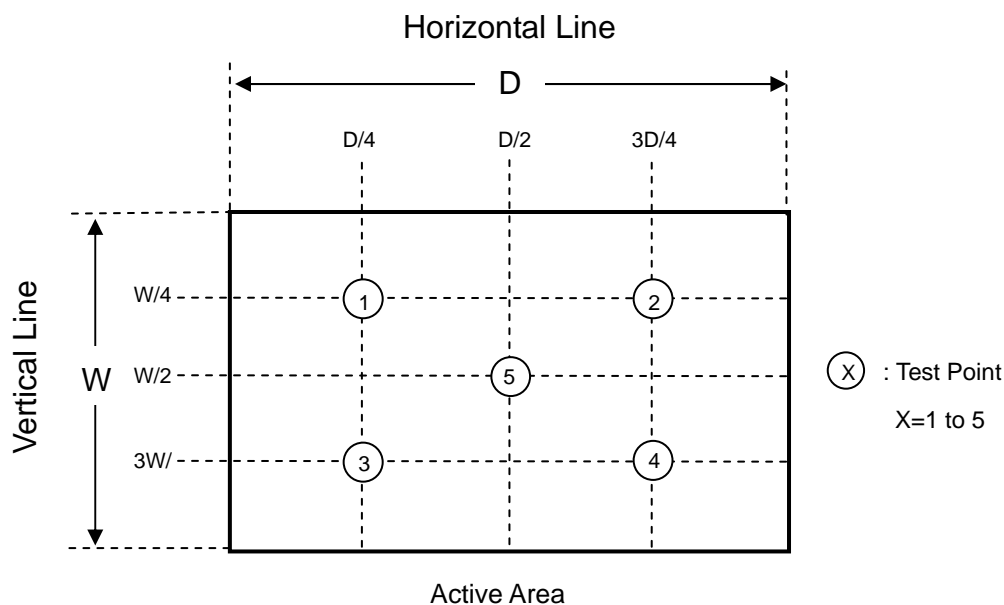 Horizontal Line
D
D/4 D/2 3D/4
W/4
1 2
Vertical Line
W
W/2
5
X : Test Point
X=1 to 5
3W/
3 4
Active Area